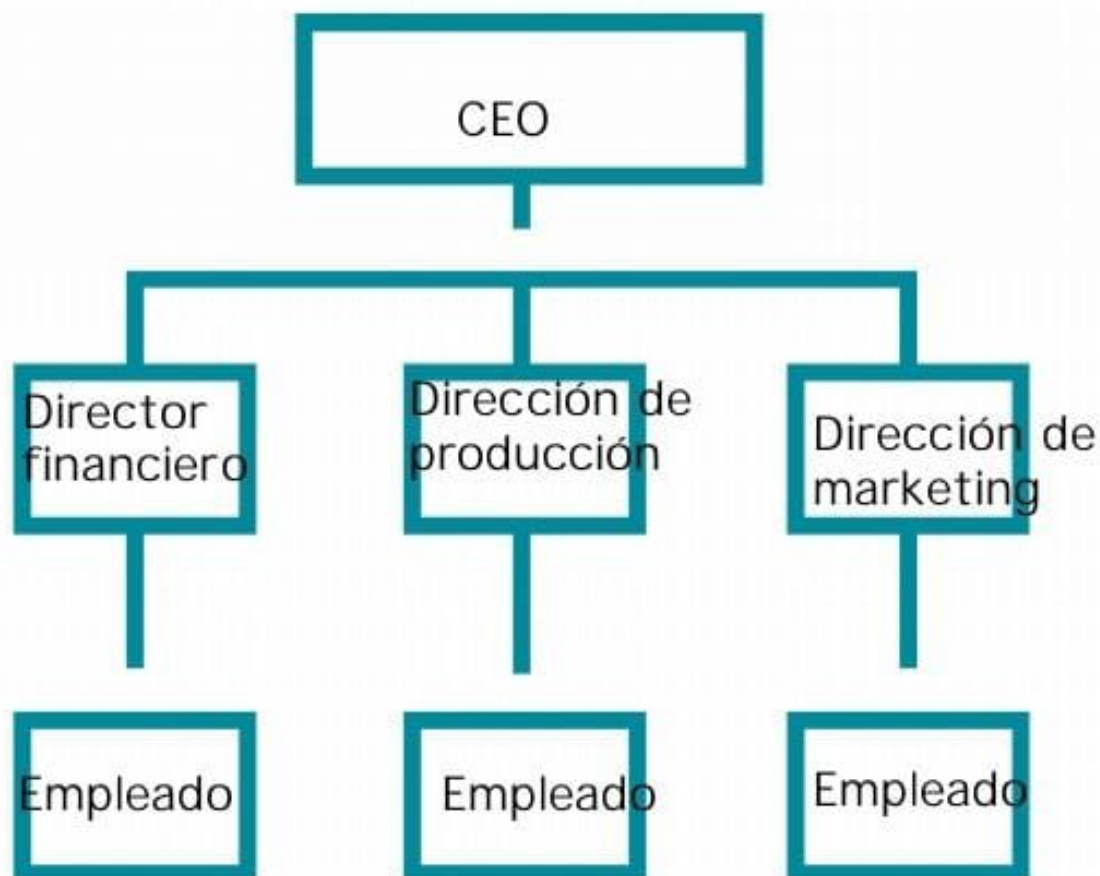 CEO
Director
financiero
Dirección de
producción
Dirección de
marketing
Empleado
Empleado
Empleado